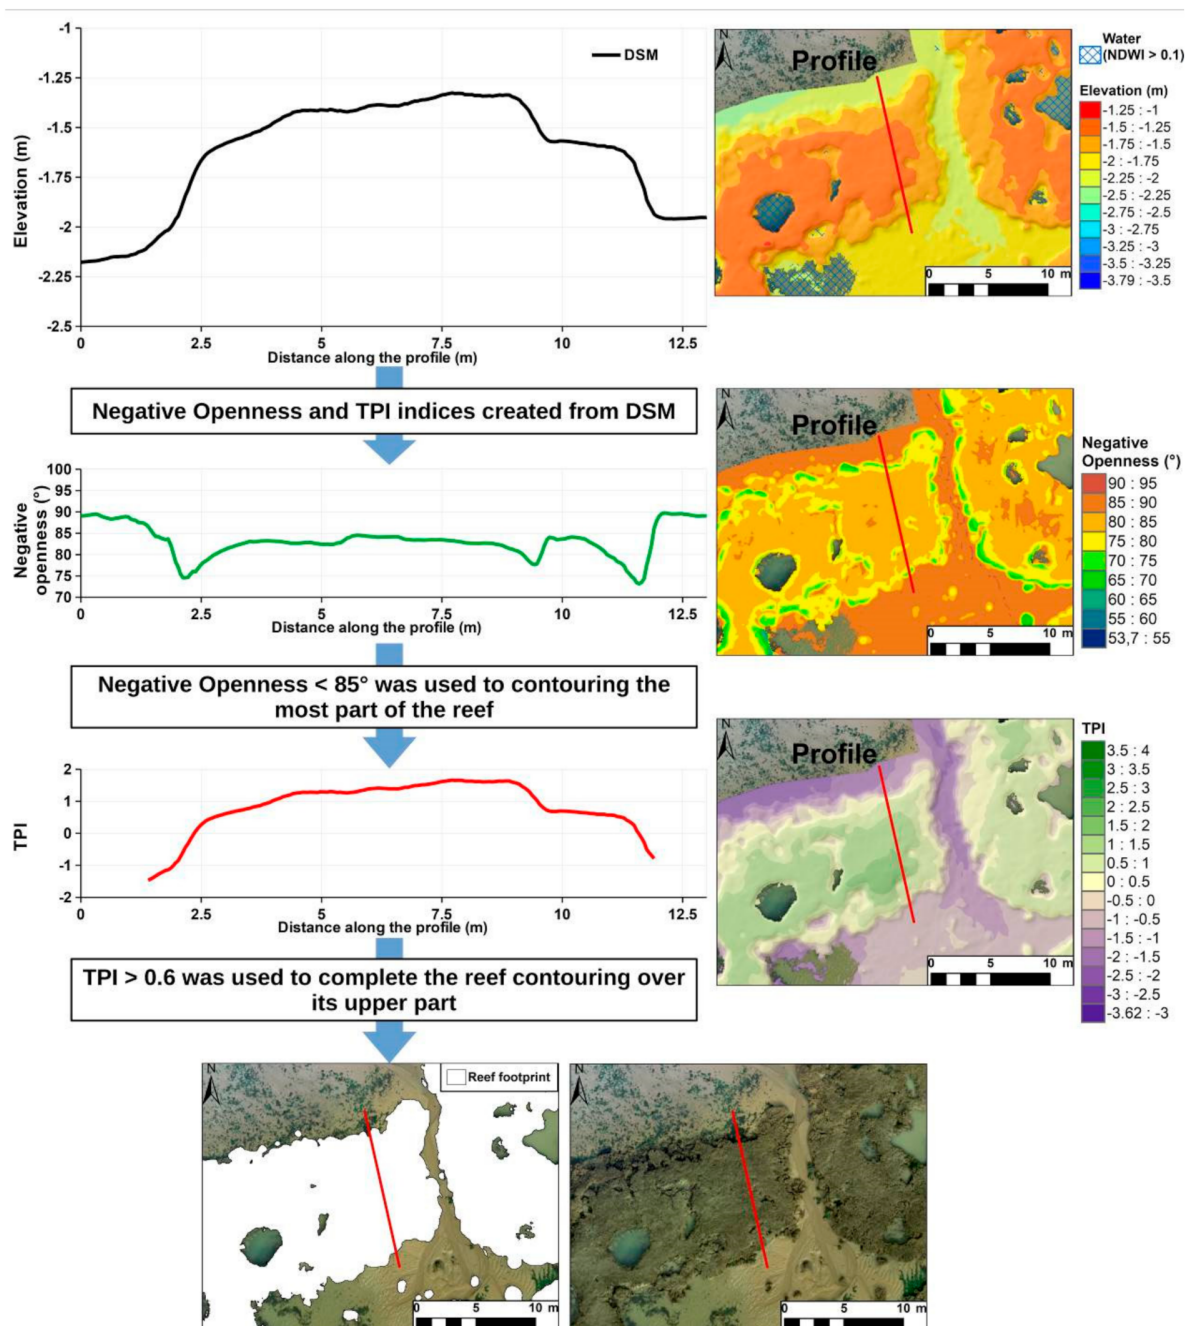 -1
-1.25
-1.5
-1.75
-2
-2.25
-2.5
Elevation (m)
DSM
0 2.5 5 7.5 10 12.5
Distance along the profile (m)
N
Profile
0 5 10 m
Water
(NDWI > 0.1)
Elevation (m)
-1.25 : -1
-1.5 : -1.25
-1.75 : -1.5
-2 : -1.75
-2.25 : -2
-2.5 : -2.25
-2.75 : -2.5
-3 : -2.75
-3.25 : -3
-3.5 : -3.25
-3.79 : -3.5
Negative Openness and TPI indices created from DSM
100
95
90
85
80
75
70
Negative
openness (°)
0 2.5 5 7.5 10 12.5
Distance along the profile (m)
N
Profile
0 5 10 m
Negative
Openness (°)
90 : 95
85 : 90
80 : 85
75 : 80
70 : 75
65 : 70
60 : 65
55 : 60
53,7 : 55
Negative Openness < 85° was used to contouring the
most part of the reef
2
1
0
-1
-2
TPI
0 2.5 5 7.5 10 12.5
Distance along the profile (m)
N
Profile
0 5 10 m
TPI
3.5 : 4
3 : 3.5
2.5 : 3
2 : 2.5
1.5 : 2
1 : 1.5
0.5 : 1
0 : 0.5
-0.5 : 0
-1 : -0.5
-1.5 : -1
-2 : -1.5
-2.5 : -2
-3 : -2.5
-3.62 : -3
TPI > 0.6 was used to complete the reef contouring over
its upper part
N
Reef footprint
0 5 10 m
N
0 5 10 m